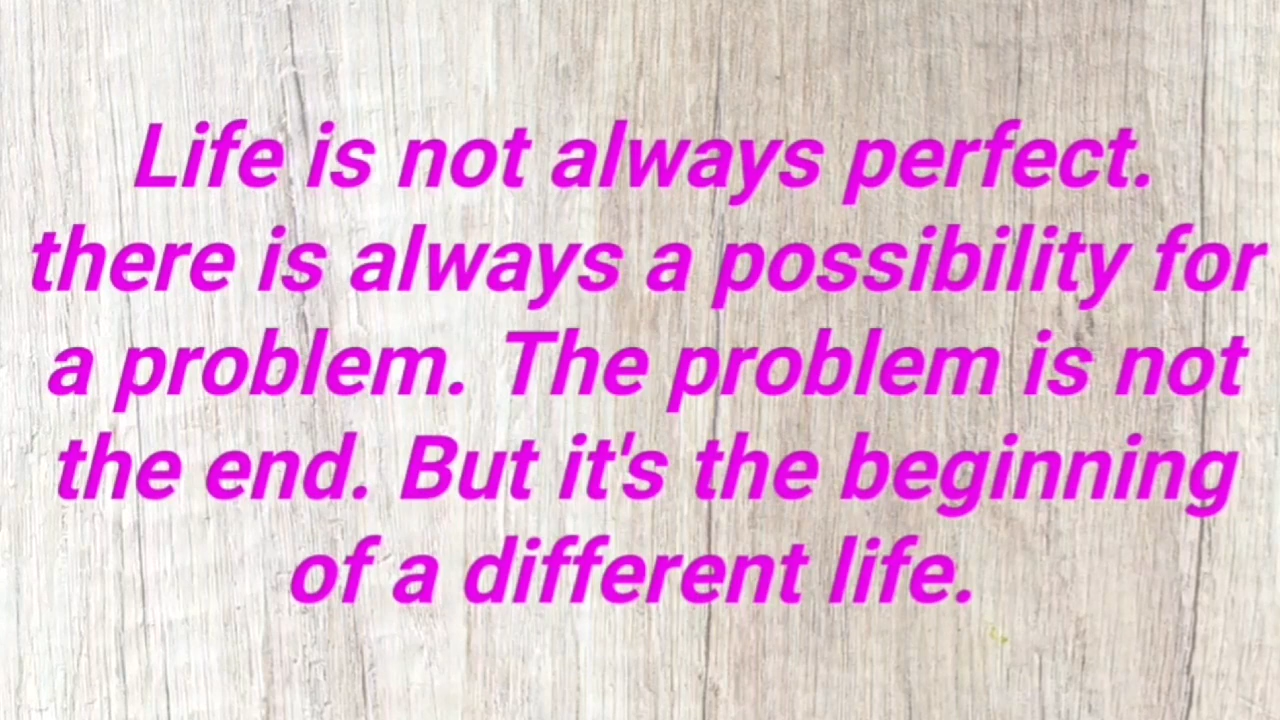 Life is not always perfect.
there is always a possibility for
a problem. The problem is not
the end. But it's the beginning
of a different life.